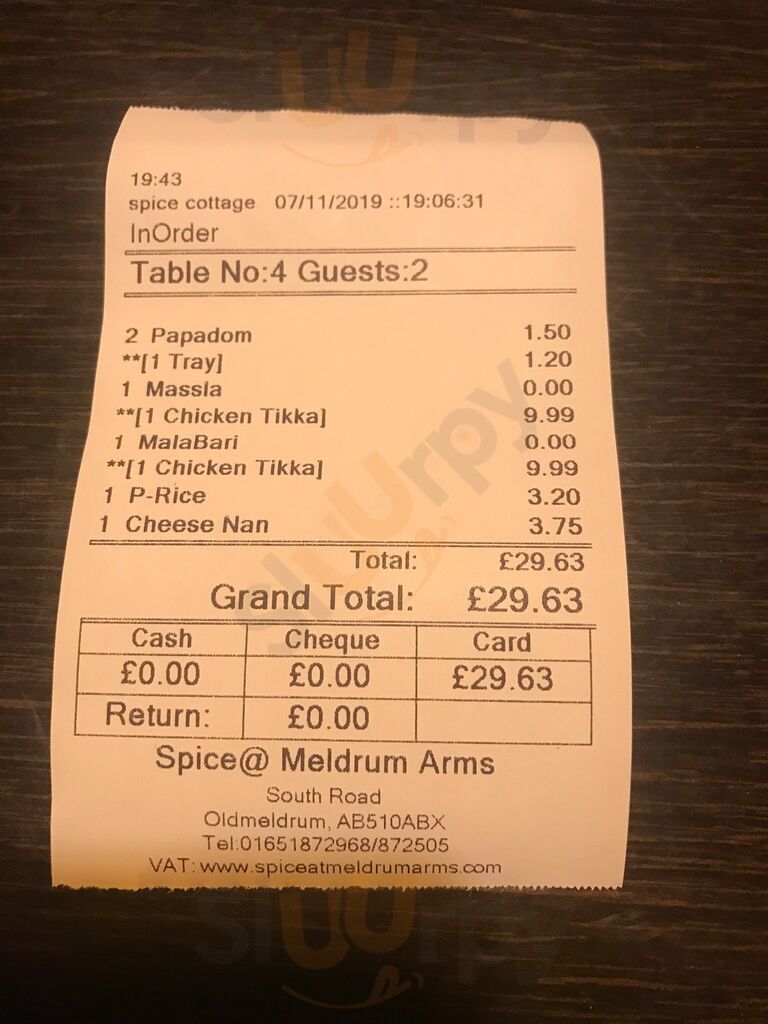 sluurpy
19:43
spice cottage 07/11/2019 ::19:06:31
InOrder
Table No:4 Guests:2
2 Papadom 1.50
**[1 Tray] 1.20
1 Massla 0.00
**[1 Chicken Tikka] 9.99
1 MalaBari 0.00
**[1 Chicken Tikka] 9.99
1 P-Rice 3.20
1 Cheese Nan 3.75
sluurpy
Total: £29.63
Grand Total: £29.63
Cash Cheque Card
£0.00 £0.00 £29.63
Return: £0.00
Spice@ Meldrum Arms
South Road
Oldmeldrum, AB510ABX
Tel:01651872968/872505
VAT: www.spiceatmeldrumarms.com
sluurpy